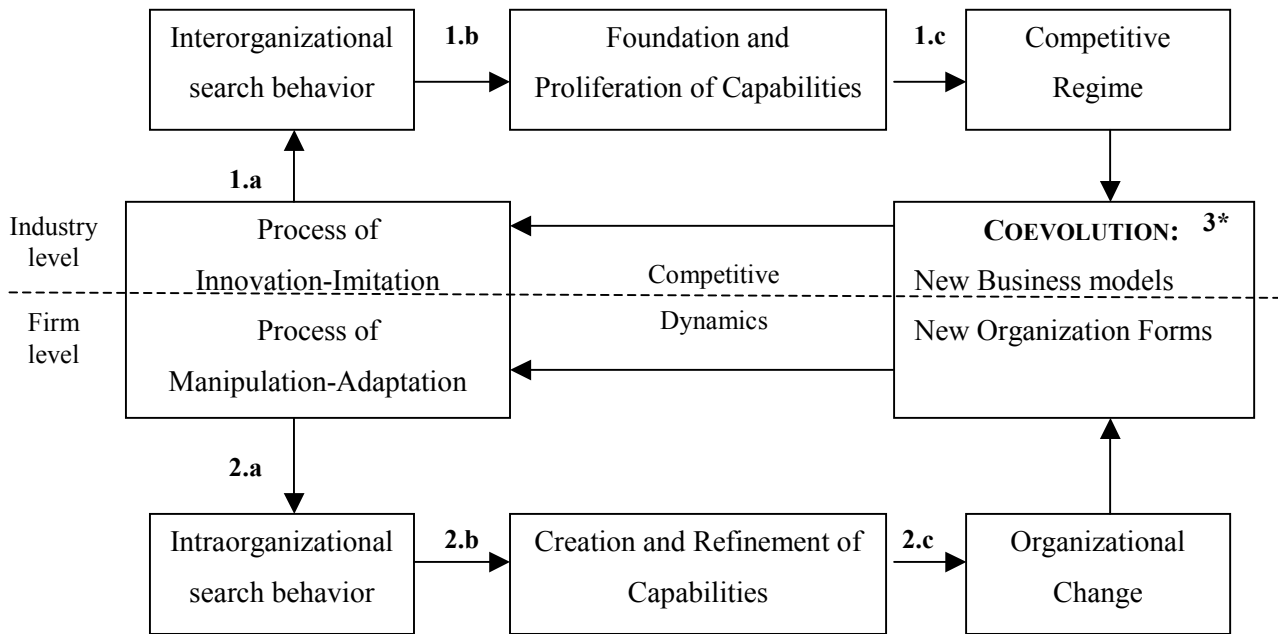 Interorganizational
search behavior
1.b
Foundation and
Proliferation of Capabilities
1.c
Competitive
Regime
1.a
Industry
level
Process of
Innovation-Imitation
Competitive
COEVOLUTION: 3*
New Business models
Firm
level
Process of
Manipulation-Adaptation
Dynamics
New Organization Forms
2.a
Intraorganizational
search behavior
2.b
Creation and Refinement of
Capabilities
2.c
Organizational
Change